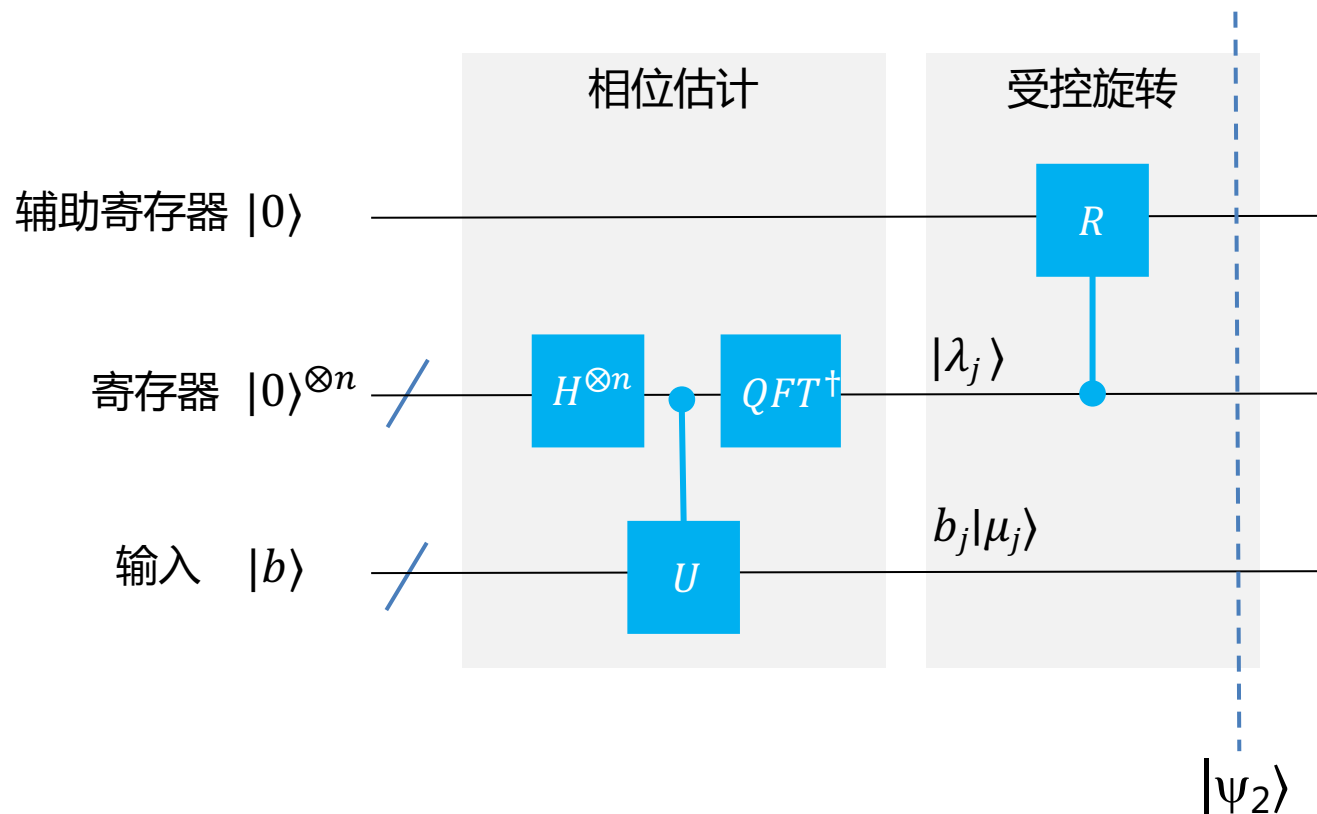 相位估计
受控旋转
辅助寄存器 |0⟩
R
寄存器 |0⟩⊗n
H⊗n
QFT†
|λj⟩
输入 |b⟩
U
bj|μj⟩
|ψ2⟩